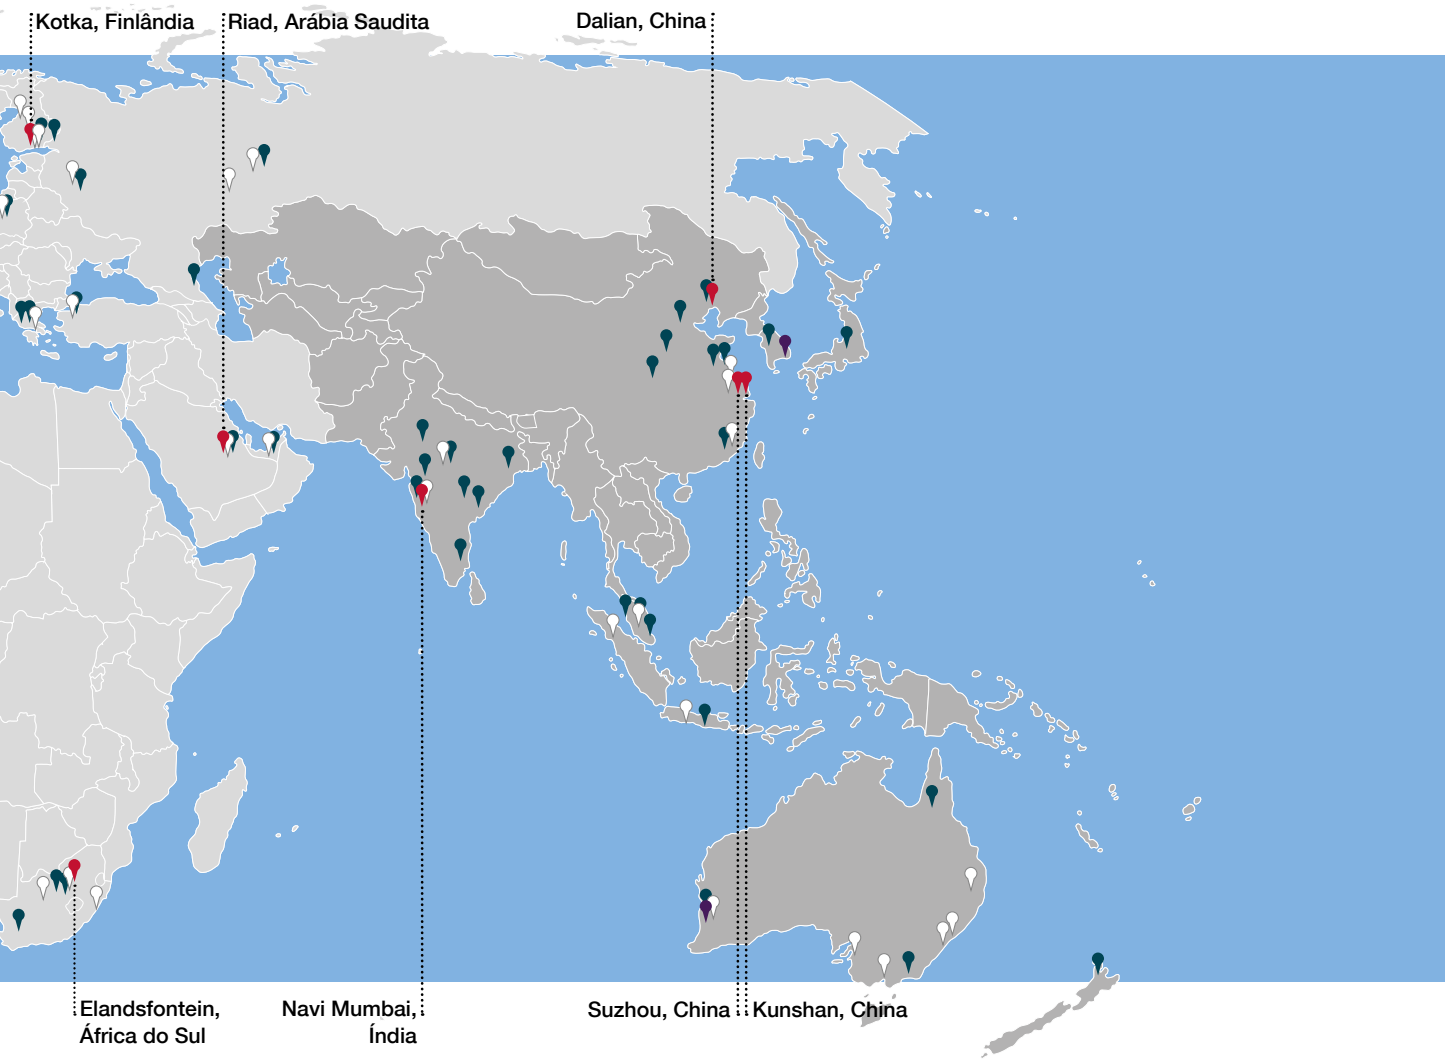 Kotka, Finlândia
Riad, Arábia Saudita
Dalian, China
Elandsfontein,
África do Sul
Navi Mumbai,
Índia
Suzhou, China
Kunshan, China